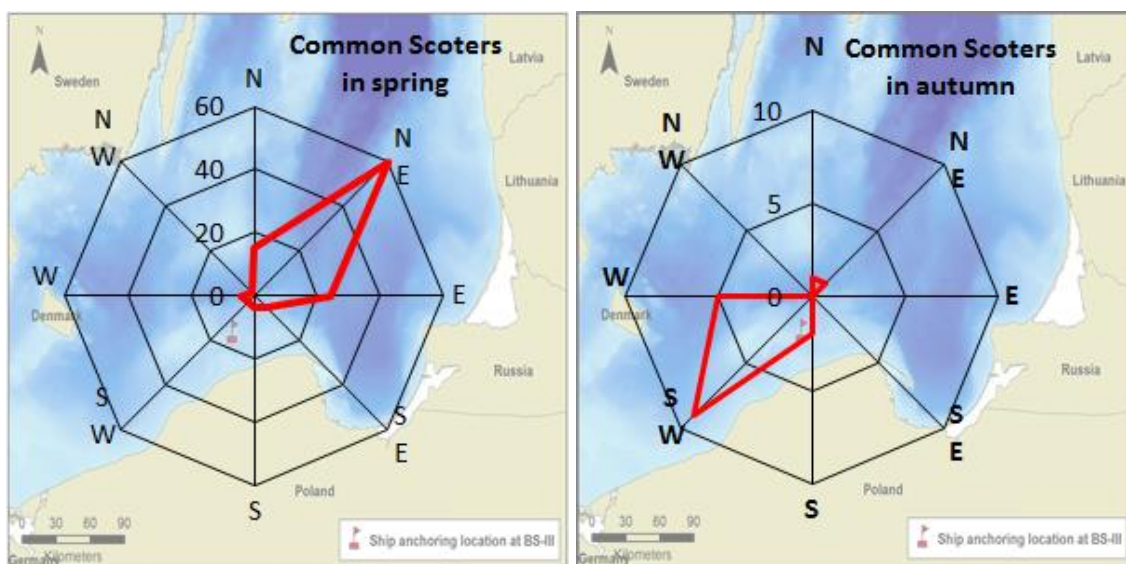 Common Scoters
in spring
N
Sweden
Latvia
N
60
N
W
40
N
E
Lithuania
20
W
0
E
Denmark
Russia
S
W
S
E
Poland
S
0 30 60 90
Kilometers
Germany
Ship anchoring location at BS-III
Common Scoters
in autumn
N
Sweden
Latvia
N
10
N
W
N
E
Lithuania
5
W
0
E
Denmark
Russia
S
W
S
E
Poland
S
0 30 60 90
Kilometers
Germany
Ship anchoring location at BS-III